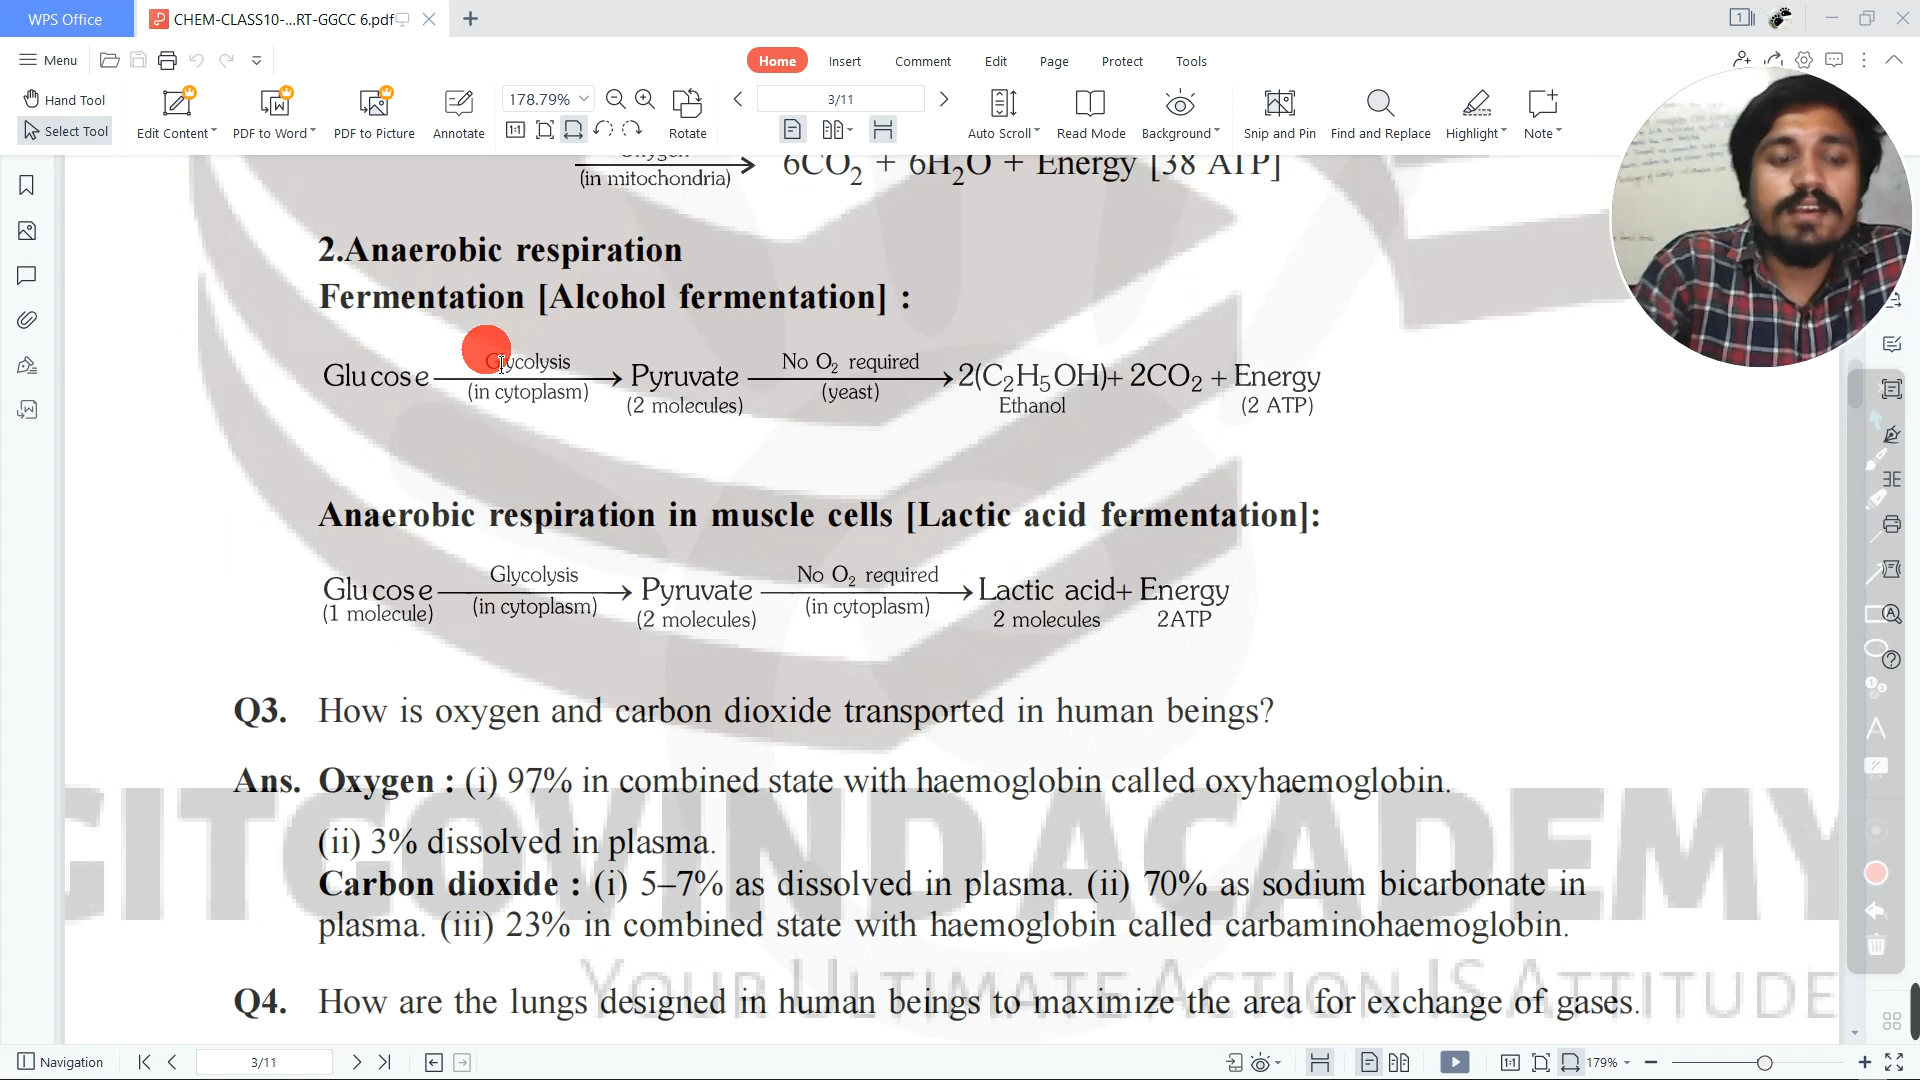 WPS Office
CHEM-CLASS10-...RT-GGCC 6.pdf
Menu
Home
Insert
Comment
Edit
Page
Protect
Tools
Hand Tool
Select Tool
Edit Content
PDF to Word
PDF to Picture
Annotate
178.79%
Rotate
3/11
Auto Scroll
Read Mode
Background
Snip and Pin
Find and Replace
Highlight
Note
Oxygen
(in mitochondria)
6CO2 + 6H2O + Energy [38 ATP]
2.Anaerobic respiration
Fermentation [Alcohol fermentation] :
Glucose Glycolysis (in cytoplasm) → Pyruvate (2 molecules) No O2 required (yeast) → 2(C2H5OH)+ 2CO2 + Energy
Ethanol (2 ATP)
Anaerobic respiration in muscle cells [Lactic acid fermentation]:
Glucose Glycolysis (in cytoplasm) → Pyruvate No O2 required (in cytoplasm) → Lactic acid+ Energy
(1 molecule) (2 molecules) 2 molecules 2ATP
Q3. How is oxygen and carbon dioxide transported in human beings?
Ans. Oxygen : (i) 97% in combined state with haemoglobin called oxyhaemoglobin.
(ii) 3% dissolved in plasma.
Carbon dioxide : (i) 5–7% as dissolved in plasma. (ii) 70% as sodium bicarbonate in
plasma. (iii) 23% in combined state with haemoglobin called carbaminohaemoglobin.
GITGOVIND ACADEMY
YOUR ULTIMATE ACTION IS ATTITUDE
Q4. How are the lungs designed in human beings to maximize the area for exchange of gases.
Navigation
3/11
179%